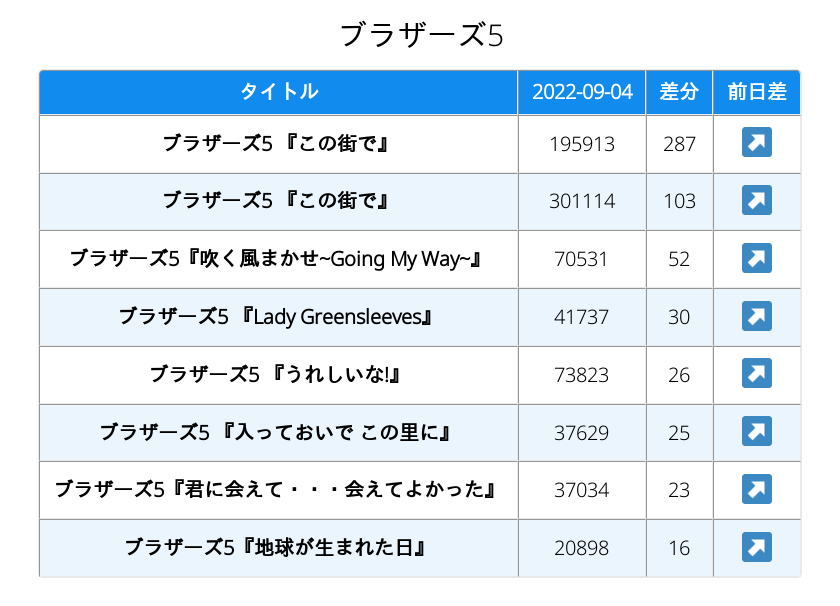 ブラザーズ5
タイトル 2022-09-04 差分 前日差
ブラザーズ5 『この街で』 195913 287
ブラザーズ5 『この街で』 301114 103
ブラザーズ5『吹く風まかせ~Going My Way~』 70531 52
ブラザーズ5 『Lady Greensleeves』 41737 30
ブラザーズ5 『うれしいな!』 73823 26
ブラザーズ5 『入っておいで この里に』 37629 25
ブラザーズ5『君に会えて・・・会えてよかった』 37034 23
ブラザーズ5『地球が生まれた日』 20898 16